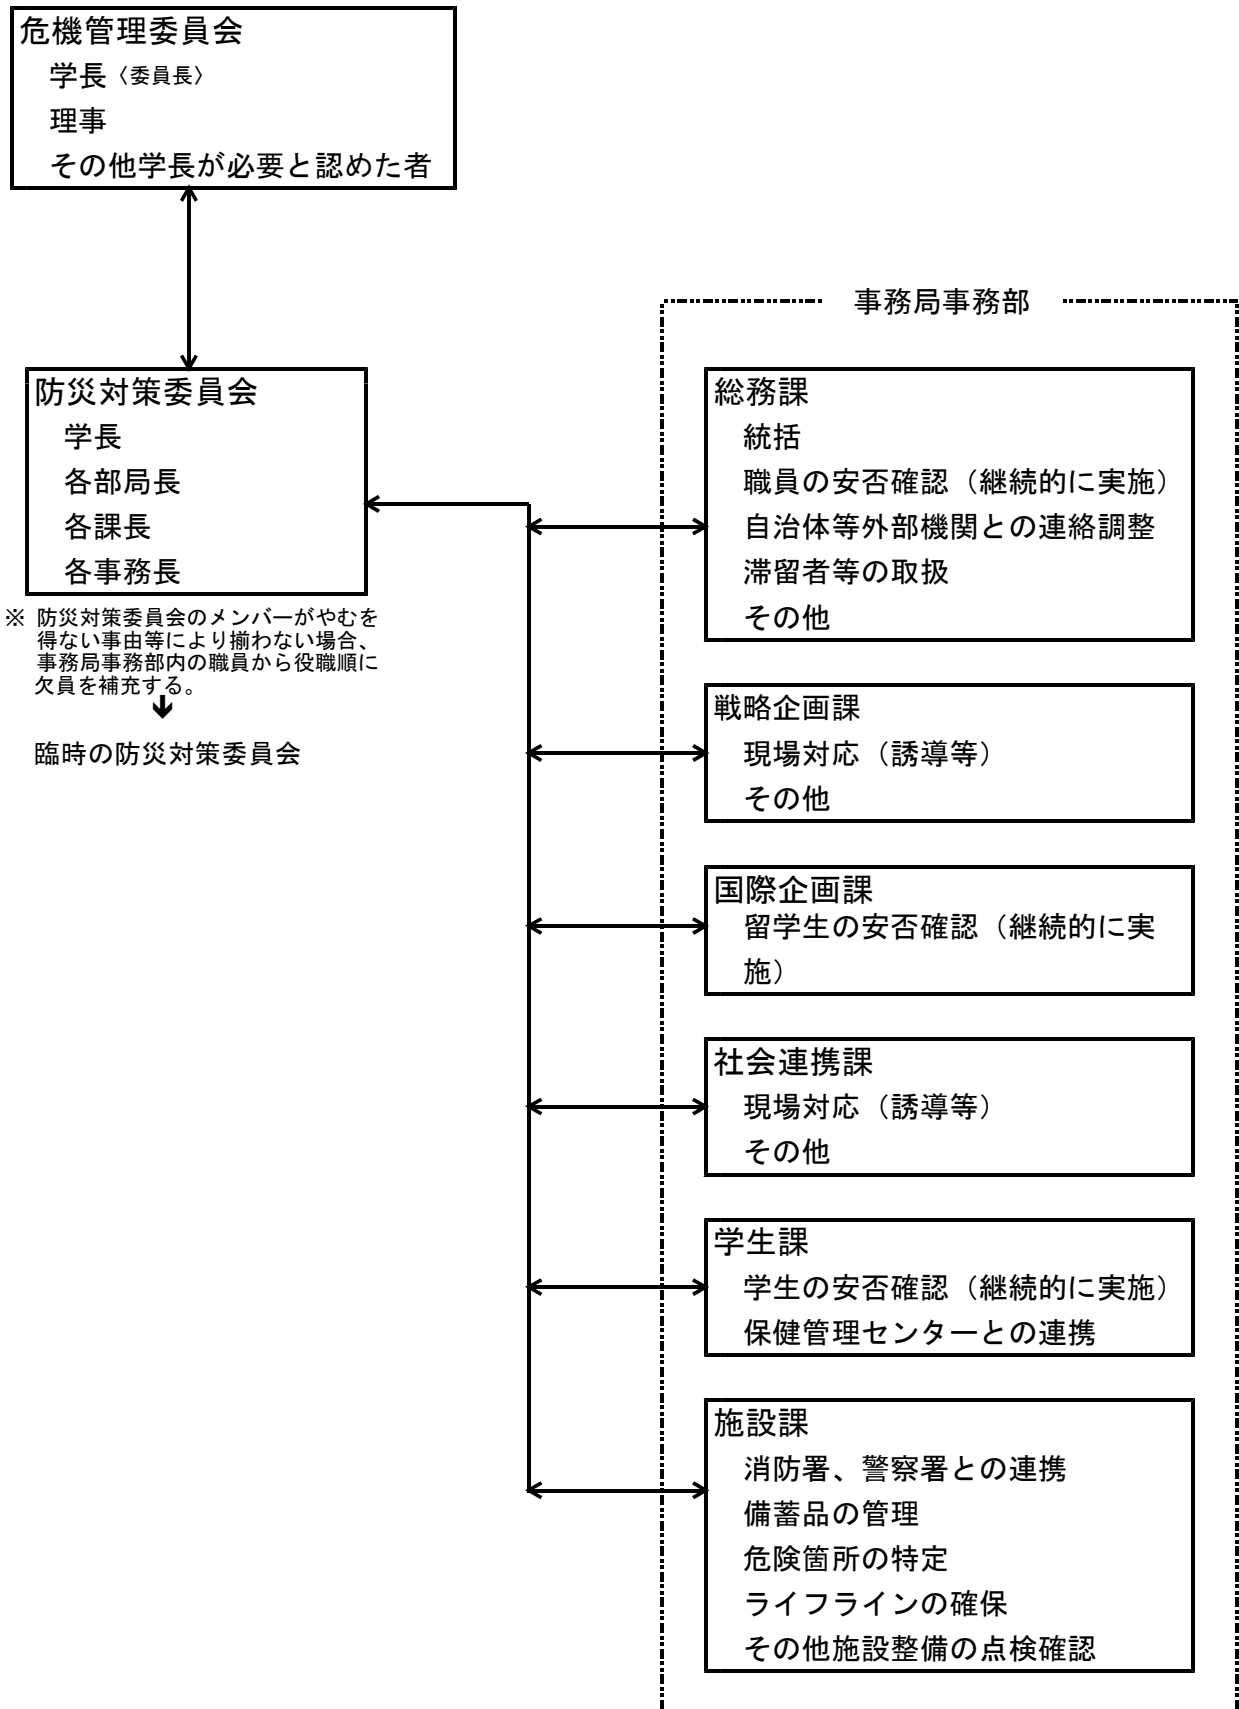 危機管理委員会
学長〈委員長〉
理事
その他学長が必要と認めた者
防災対策委員会
学長
各部局長
各課長
各事務長
※ 防災対策委員会のメンバーがやむを
得ない事由等により揃わない場合、
事務局事務部内の職員から役職順に
欠員を補充する。
臨時の防災対策委員会
事務局事務部
総務課
統括
職員の安否確認（継続的に実施）
自治体等外部機関との連絡調整
滞留者等の取扱
その他
戦略企画課
現場対応（誘導等）
その他
国際企画課
留学生の安否確認（継続的に実
施）
社会連携課
現場対応（誘導等）
その他
学生課
学生の安否確認（継続的に実施）
保健管理センターとの連携
施設課
消防署、警察署との連携
備蓄品の管理
危険箇所の特定
ライフラインの確保
その他施設整備の点検確認